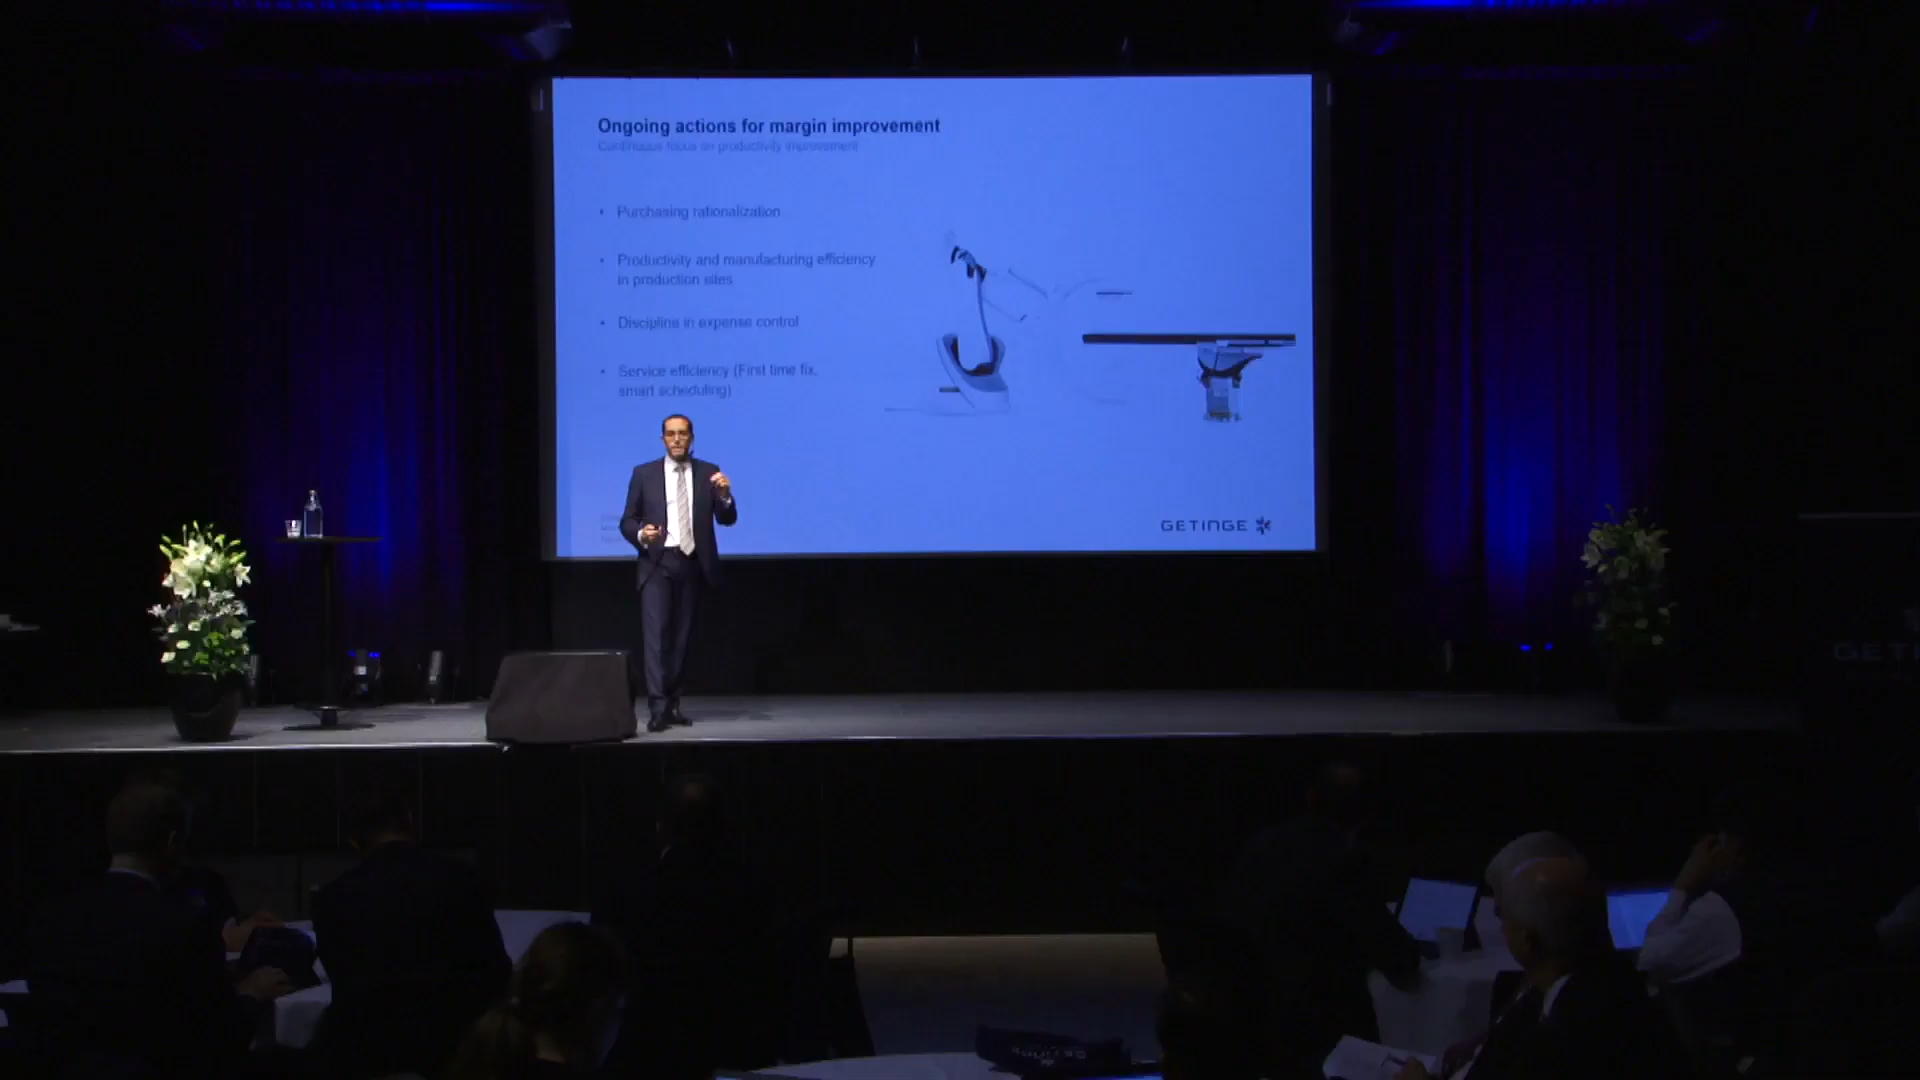 Ongoing actions for margin improvement
Continuous focus on productivity improvement
• Purchasing rationalization
• Productivity and manufacturing efficiency
in production sites
• Discipline in expense control
• Service efficiency (First time fix,
smart scheduling)
GETINGE